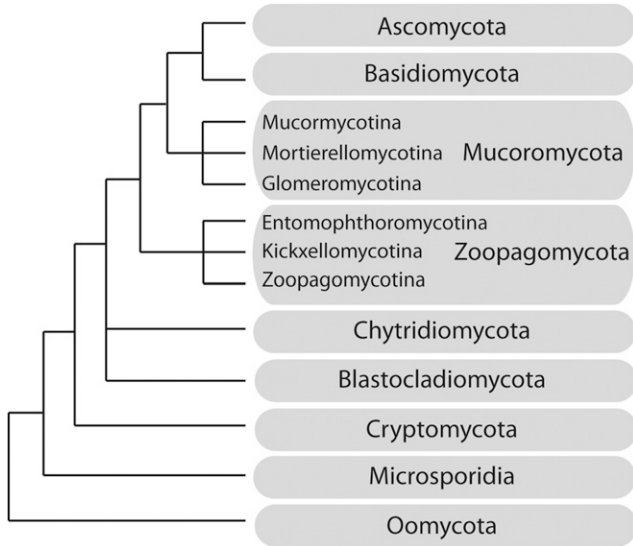 Ascomycota
Basidiomycota
Mucormycotina
Mortierellomycotina Mucoromycota
Glomeromycotina
Entomophthoromycotina
Kickxellomycotina Zoopagomycota
Zoopagomycotina
Chytridiomycota
Blastocladiomycota
Cryptomycota
Microsporidia
Oomycota